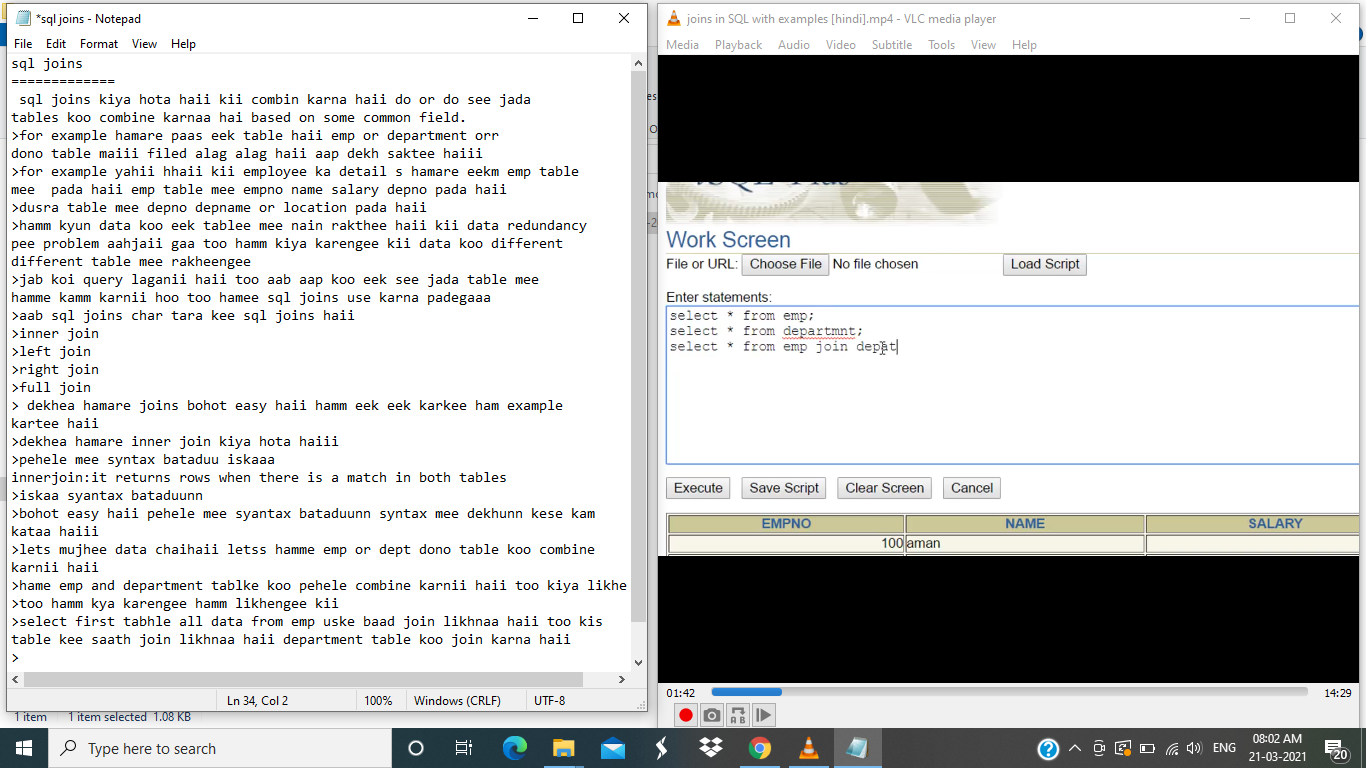 *sql joins - Notepad
File Edit Format View Help
sql joins
=============
sql joins kiya hota haii kii combin karna haii do or do see jada
tables koo combine karnaa hai based on some common field.
>for example hamare paas eek table haii emp or department orr
dono table maiii filed alag alag haii aap dekh saktee haiii
>for example yahii hhaii kii employee ka detail s hamare eekm emp table
mee  pada haii emp table mee empno name salary depno pada haii
>dusra table mee depno depname or location pada haii
>hamm kyun data koo eek tablee mee nain rakthee haii kii data redundancy
pee problem aahjaii gaa too hamm kiya karengee kii data koo different
different table mee rakheengee
>jab koi query laganii haii too aab aap koo eek see jada table mee
hamme kamm karnii hoo too hamee sql joins use karna padegaaa
>aab sql joins char tara kee sql joins haii
>inner join
>left join
>right join
>full join
> dekhea hamare joins bohot easy haii hamm eek eek karkee ham example
kartee haii
>dekhea hamare inner join kiya hota haiii
>pehele mee syntax bataduu iskaaa
innerjoin:it returns rows when there is a match in both tables
>iskaa syantax bataduunn
>bohot easy haii pehele mee syantax bataduunn syntax mee dekhunn kese kam
kataa haiii
>lets mujhee data chaihaii letss hamme emp or dept dono table koo combine
karnii haii
>hame emp and department tablke koo pehele combine karnii haii too kiya likhe
>too hamm kya karengee hamm likhengee kii
>select first tabhle all data from emp uske baad join likhnaa haii too kis
table kee saath join likhnaa haii department table koo join karna haii
>
Ln 34, Col 2 100% Windows (CRLF) UTF-8
1 item 1 item selected 1.08 KB
joins in SQL with examples [hindi].mp4 - VLC media player
Media Playback Audio Video Subtitle Tools View Help
Work Screen
File or URL: Choose File No file chosen Load Script
Enter statements:
select * from emp;
select * from departmnt;
select * from emp join depat
Execute Save Script Clear Screen Cancel
EMPNO NAME SALARY
100 aman
01:42 14:29
Type here to search
ENG 08:02 AM
21-03-2021
20